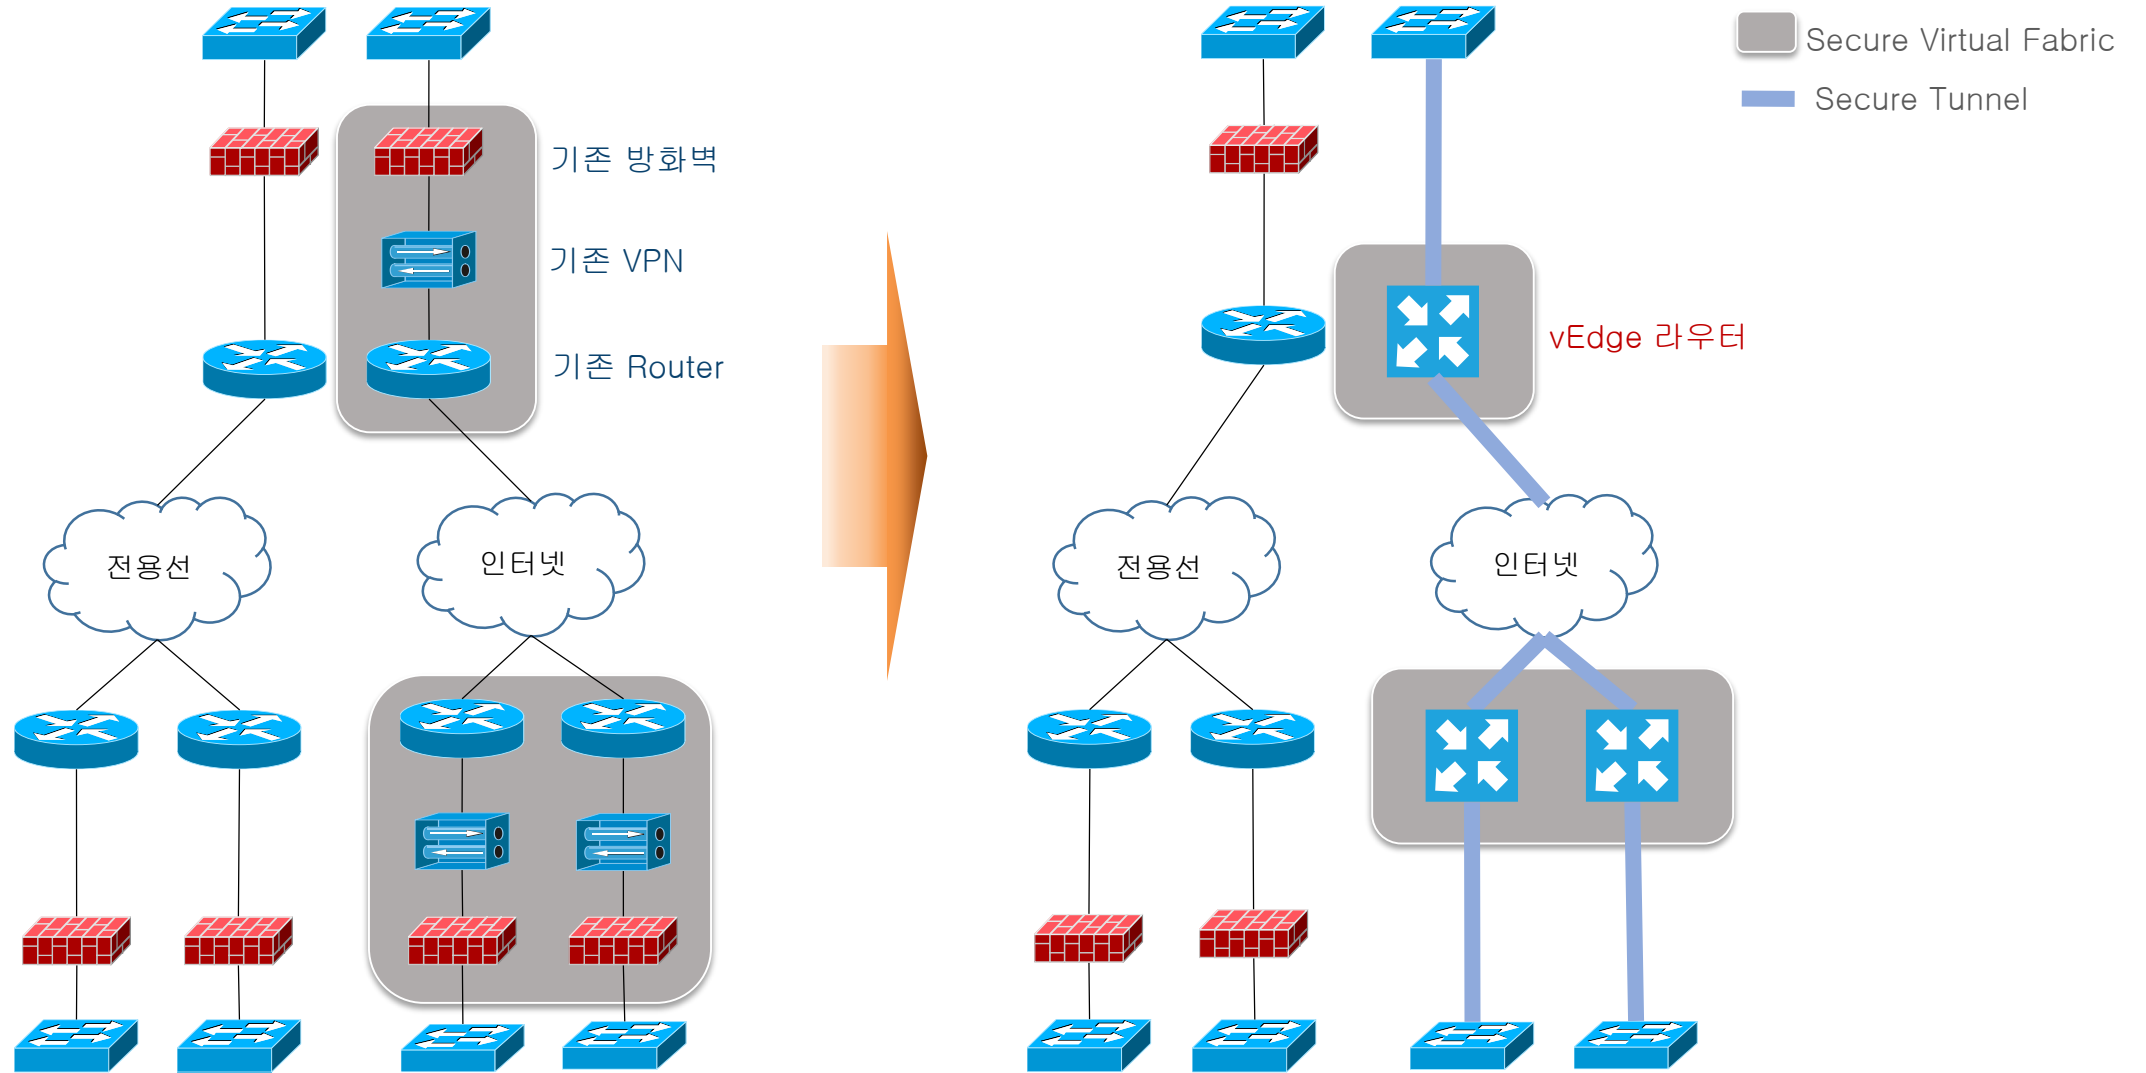 Secure Virtual Fabric
Secure Tunnel
기존 방화벽
기존 VPN
기존 Router
vEdge 라우터
전용선
인터넷
전용선
인터넷